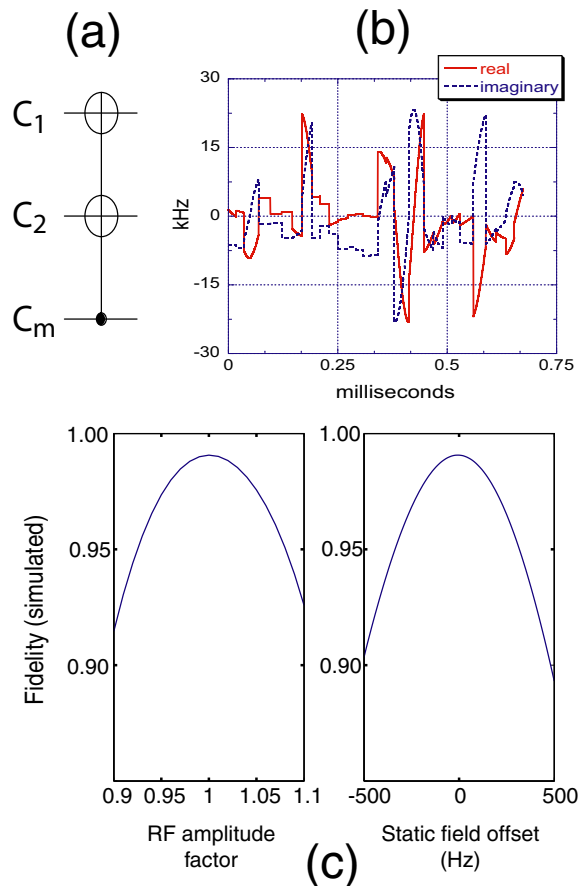 (a)
(b)
C1
C2
Cm
real
imaginary
30
15
0
-15
-30
kHz
0
0.25
0.5
0.75
milliseconds
1.00
0.95
0.90
Fidelity (simulated)
0.9
0.95
1
1.05
1.1
RF amplitude
factor
1.00
0.95
0.90
-500
0
500
Static field offset
(Hz)
(c)